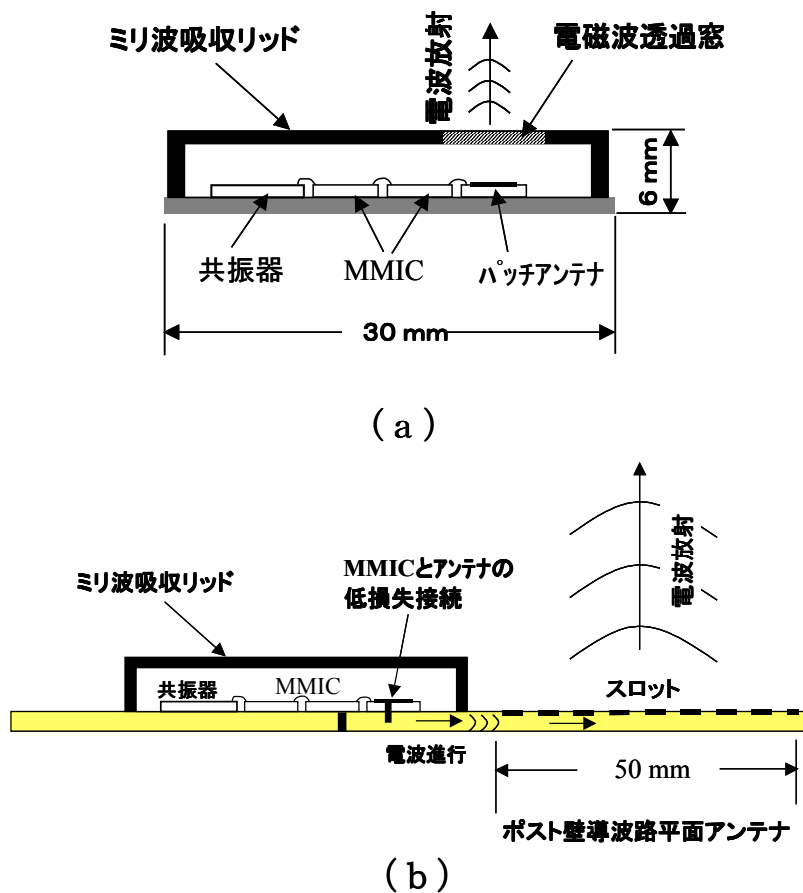 ミリ波吸収リッド
電波放射
電磁波透過窓
6 mm
共振器
MMIC
パッチアンテナ
30 mm
(a)
ミリ波吸収リッド
MMICとアンテナの
低損失接続
電波放射
共振器
MMIC
スロット
電波進行
50 mm
ポスト壁導波路平面アンテナ
(b)